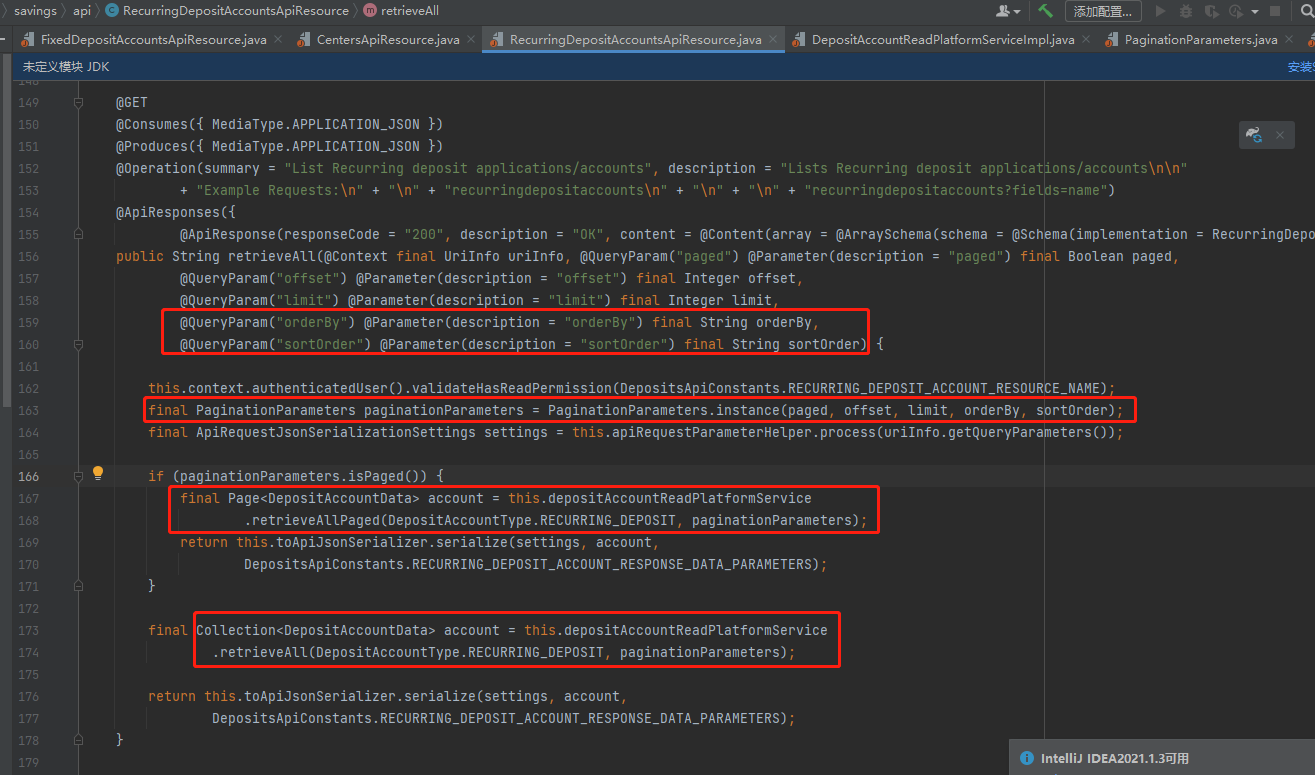 savings api RecurringDepositAccountsApiResource retrieveAll 添加配置...
FixedDepositAccountsApiResource.java CentersApiResource.java RecurringDepositAccountsApiResource.java DepositAccountReadPlatformServiceImpl.java PaginationParameters.java
未定义模块 JDK 安装
148
149 @GET
150 @Consumes({ MediaType.APPLICATION_JSON })
151 @Produces({ MediaType.APPLICATION_JSON })
152 @Operation(summary = "List Recurring deposit applications/accounts", description = "Lists Recurring deposit applications/accounts\n\n"
153 + "Example Requests:\n" + "\n" + "recurringdepositaccounts\n" + "\n" + "\n" + "recurringdepositaccounts?fields=name")
154 @ApiResponses({
155 @ApiResponse(responseCode = "200", description = "OK", content = @Content(array = @ArraySchema(schema = @Schema(implementation = RecurringDepo
156 public String retrieveAll(@Context final UriInfo uriInfo, @QueryParam("paged") @Parameter(description = "paged") final Boolean paged,
157 @QueryParam("offset") @Parameter(description = "offset") final Integer offset,
158 @QueryParam("limit") @Parameter(description = "limit") final Integer limit,
159 @QueryParam("orderBy") @Parameter(description = "orderBy") final String orderBy,
160 @QueryParam("sortOrder") @Parameter(description = "sortOrder") final String sortOrder) {
161
162 this.context.authenticatedUser().validateHasReadPermission(DepositsApiConstants.RECURRING_DEPOSIT_ACCOUNT_RESOURCE_NAME);
163 final PaginationParameters paginationParameters = PaginationParameters.instance(paged, offset, limit, orderBy, sortOrder);
164 final ApiRequestJsonSerializationSettings settings = this.apiRequestParameterHelper.process(uriInfo.getQueryParameters());
165
166 if (paginationParameters.isPaged()) {
167 final Page<DepositAccountData> account = this.depositAccountReadPlatformService
168 .retrieveAllPaged(DepositAccountType.RECURRING_DEPOSIT, paginationParameters);
169 return this.toApiJsonSerializer.serialize(settings, account,
170 DepositsApiConstants.RECURRING_DEPOSIT_ACCOUNT_RESPONSE_DATA_PARAMETERS);
171 }
172
173 final Collection<DepositAccountData> account = this.depositAccountReadPlatformService
174 .retrieveAll(DepositAccountType.RECURRING_DEPOSIT, paginationParameters);
175
176 return this.toApiJsonSerializer.serialize(settings, account,
177 DepositsApiConstants.RECURRING_DEPOSIT_ACCOUNT_RESPONSE_DATA_PARAMETERS);
178 }
179
IntelliJ IDEA2021.1.3可用